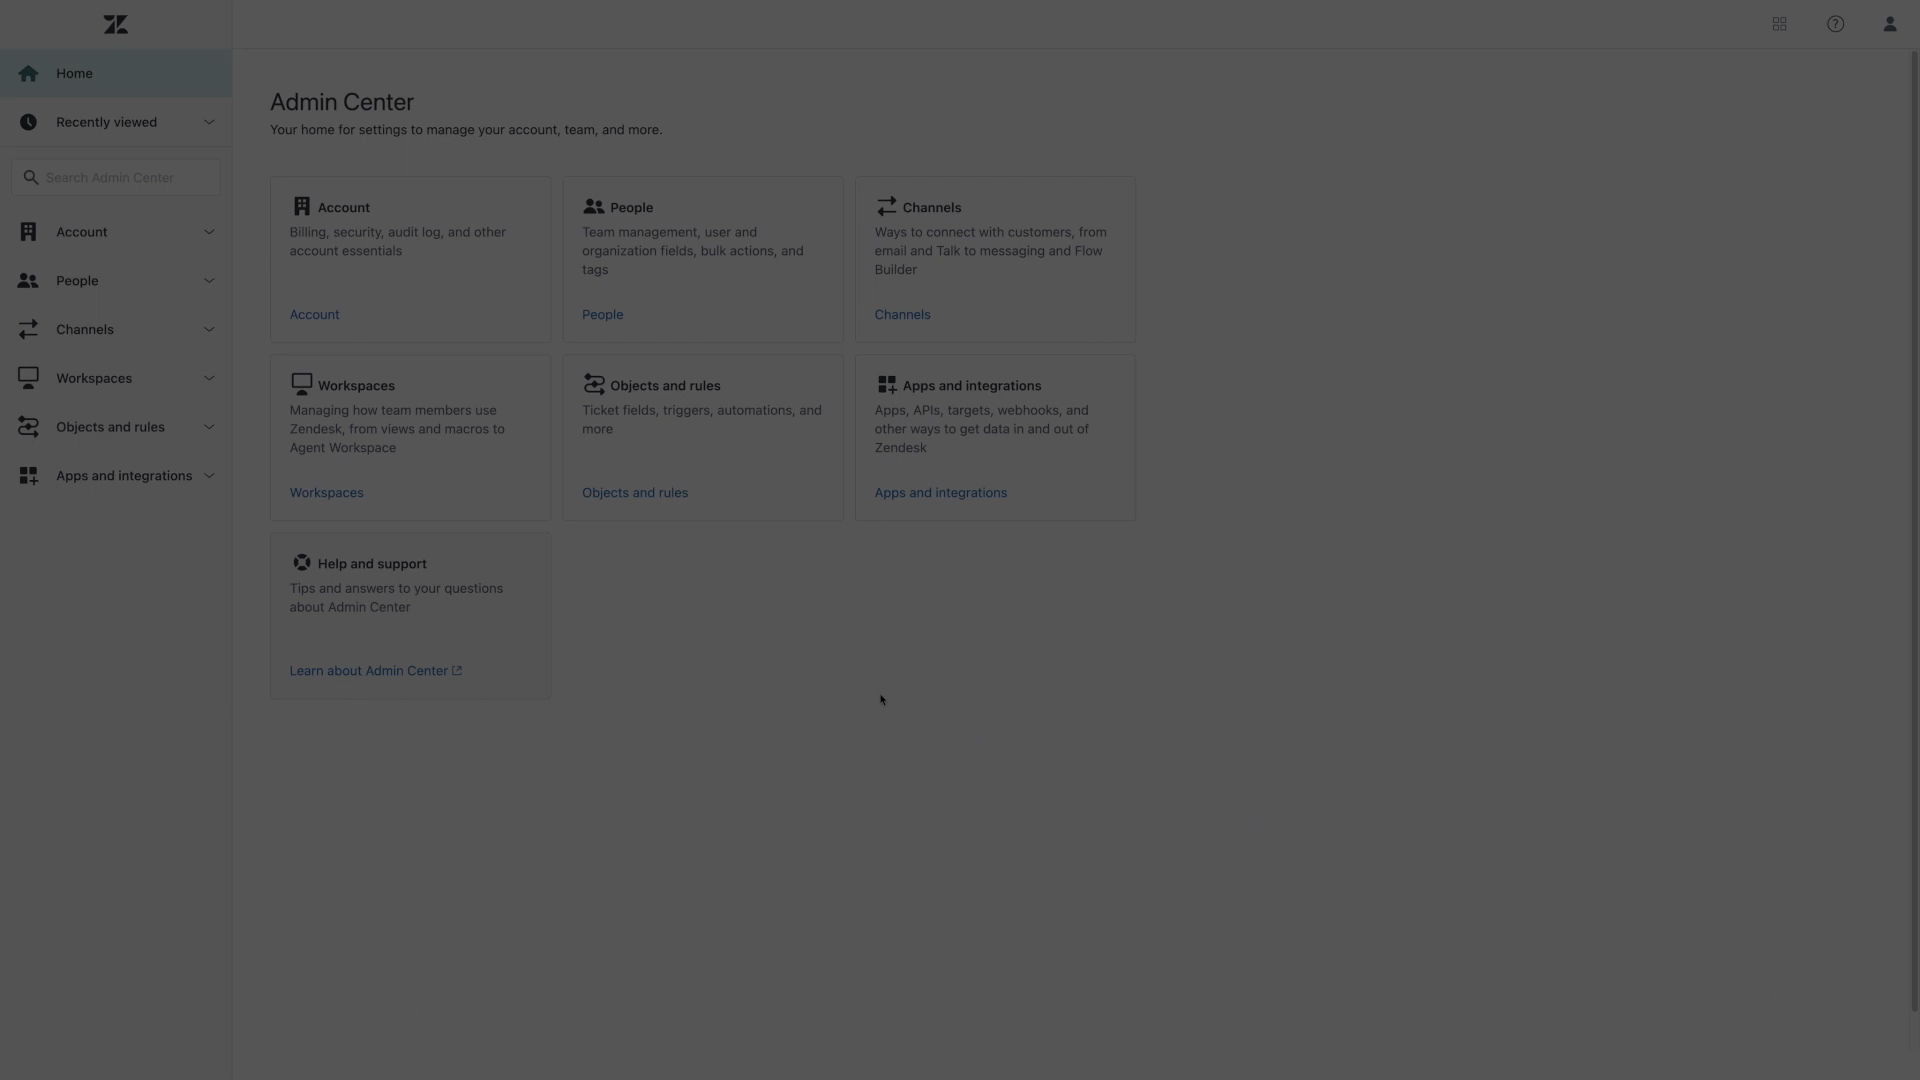 Home
Recently viewed
Search Admin Center
Account
People
Channels
Workspaces
Objects and rules
Apps and integrations
Admin Center
Your home for settings to manage your account, team, and more.
Account
Billing, security, audit log, and other
account essentials
Account
People
Team management, user and
organization fields, bulk actions, and
tags
People
Channels
Ways to connect with customers, from
email and Talk to messaging and Flow
Builder
Channels
Workspaces
Managing how team members use
Zendesk, from views and macros to
Agent Workspace
Workspaces
Objects and rules
Ticket fields, triggers, automations, and
more
Objects and rules
Apps and integrations
Apps, APIs, targets, webhooks, and
other ways to get data in and out of
Zendesk
Apps and integrations
Help and support
Tips and answers to your questions
about Admin Center
Learn about Admin Center